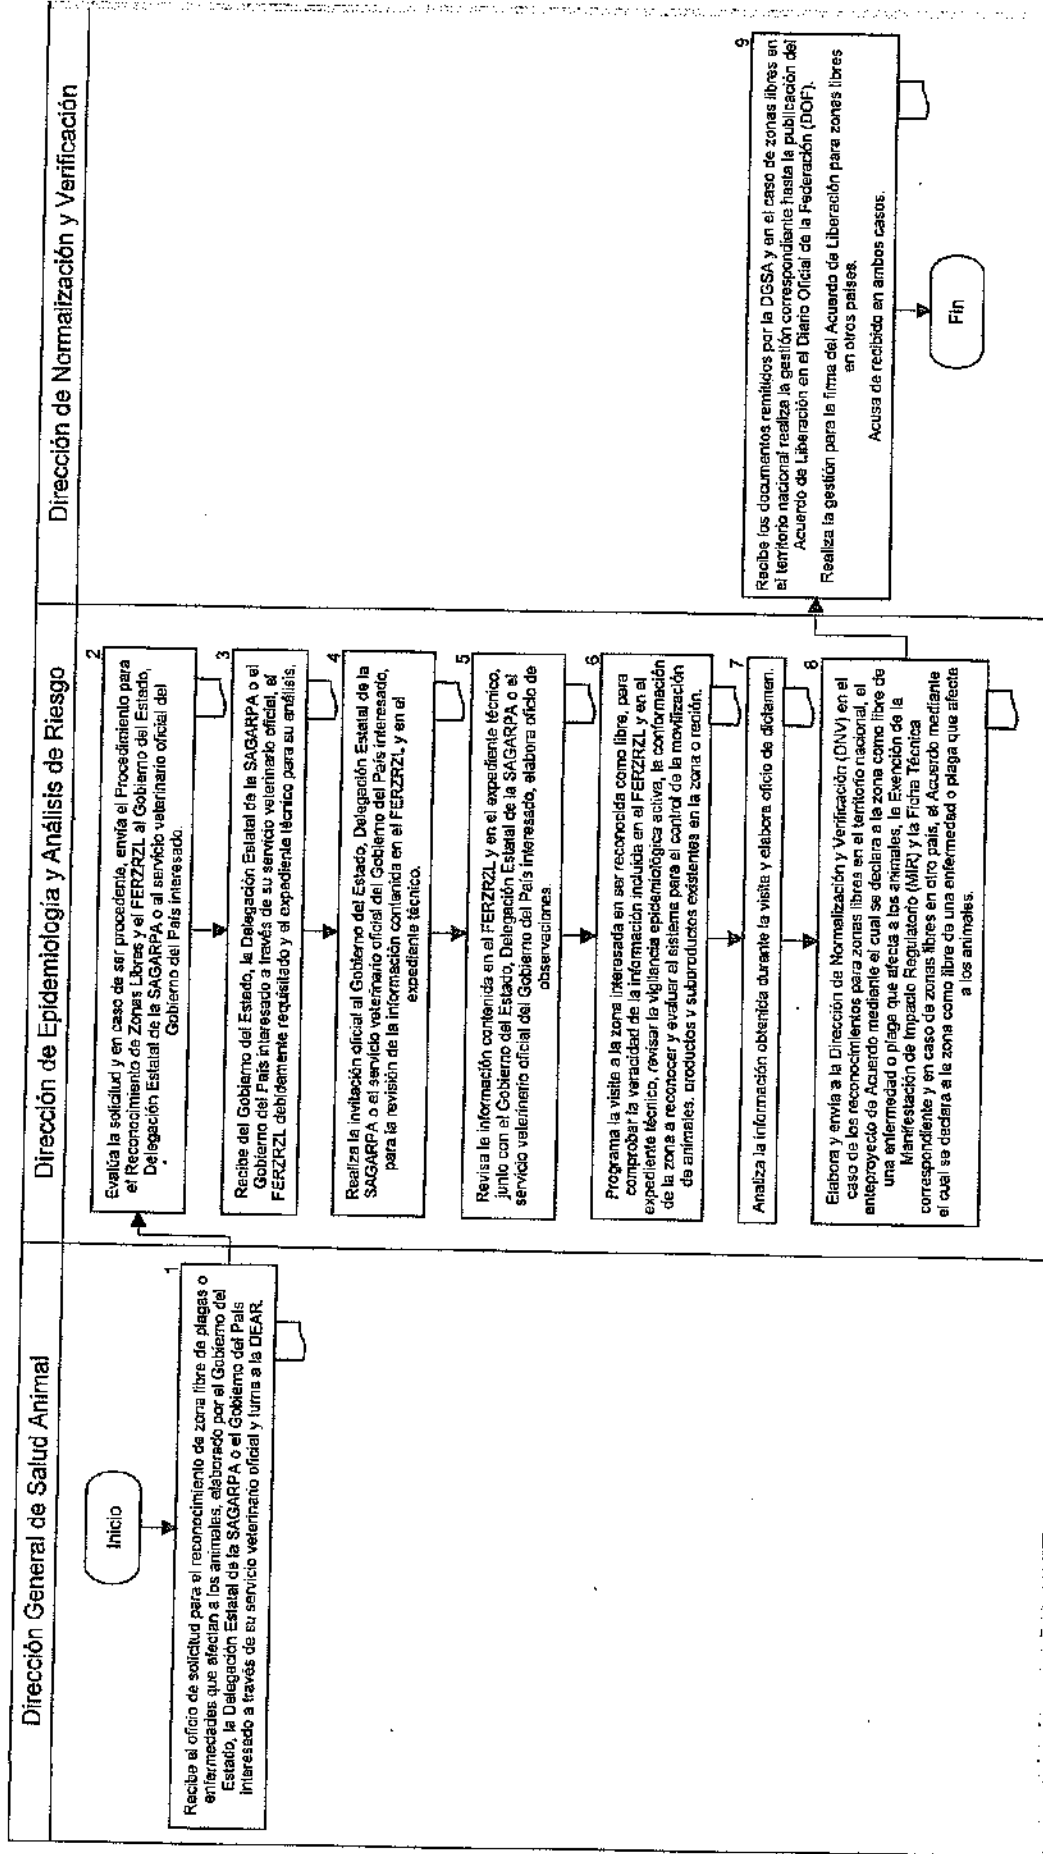 Dirección General de Salud Animal
Dirección de Epidemiología y Análisis de Riesgo
Dirección de Normalización y Verificación
Inicio
1
Recibe el oficio de solicitud para el reconocimiento de zona libre de plagas o
enfermedades que afectan a los animales, elaborado por el Gobierno del
Estado, la Delegación Estatal de la SAGARPA o el Gobierno del País
interesado a través de su servicio veterinario oficial y turna a la DEAR.
2
Evalúa la solicitud y en caso de ser procedente, envía el Procedimiento para
el Reconocimiento de Zonas Libres y el FERZRZL al Gobierno del Estado,
Delegación Estatal de la SAGARPA o al servicio veterinario oficial del
Gobierno del País interesado.
3
Recibe del Gobierno del Estado, la Delegación Estatal de la SAGARPA o el
Gobierno del País interesado a través de su servicio veterinario oficial, el
FERZRZL debidamente requisitado y el expediente técnico para su análisis.
4
Realiza la invitación oficial al Gobierno del Estado, Delegación Estatal de la
SAGARPA o el servicio veterinario oficial del Gobierno del País interesado,
para la revisión de la información contenida en el FERZRZL y en el
expediente técnico.
5
Revisa la información contenida en el FERZRZL y en el expediente técnico,
junto con el Gobierno del Estado, Delegación Estatal de la SAGARPA o el
servicio veterinario oficial del Gobierno del País interesado, elabora oficio de
observaciones.
6
Programa la visita a la zona interesada en ser reconocida como libre, para
comprobar la veracidad de la información incluida en el FERZRZL y en el
expediente técnico, revisar la vigilancia epidemiológica activa, la conformación
de la zona a reconocer y evaluar el sistema para el control de la movilización
de animales, productos y subproductos existentes en la zona o región.
7
Analiza la información obtenida durante la visita y elabora oficio de dictamen.
8
Elabora y envía a la Dirección de Normalización y Verificación (DNV) en el
caso de los reconocimientos para zonas libres en el territorio nacional, el
anteproyecto de Acuerdo mediante el cual se declara a la zona como libre de
una enfermedad o plaga que afecta a los animales, la Exención de la
Manifestación de Impacto Regulatorio (MIR) y la Ficha Técnica
correspondiente y en caso de zonas libres en otro país, el Acuerdo mediante
el cual se declara a la zona como libre de una enfermedad o plaga que afecte
a los animales.
9
Recibe los documentos remitidos por la DGSA y en el caso de zonas libres en
el territorio nacional realiza la gestión correspondiente hasta la publicación del
Acuerdo de Liberación en el Diario Oficial de la Federación (DOF).
Realiza la gestión para la firma del Acuerdo de Liberación para zonas libres
en otros países.
Acusa de recibido en ambos casos.
Fin